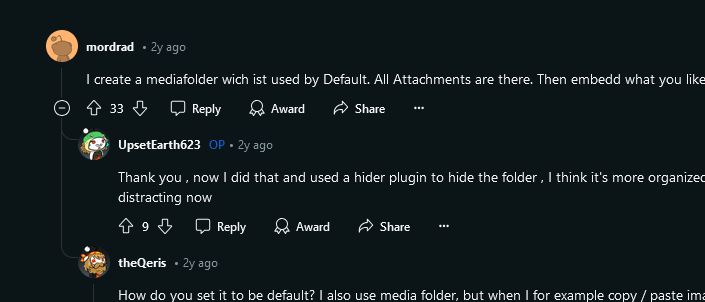 mordrad • 2y ago
I create a mediafolder wich ist used by Default. All Attachments are there. Then embedd what you like
33 Reply Award Share ...
UpsetEarth623 OP • 2y ago
Thank you , now I did that and used a hider plugin to hide the folder , I think it's more organized
distracting now
9 Reply Award Share ...
theQeris • 2y ago
How do you set it to be default? I also use media folder, but when I for example copy / paste